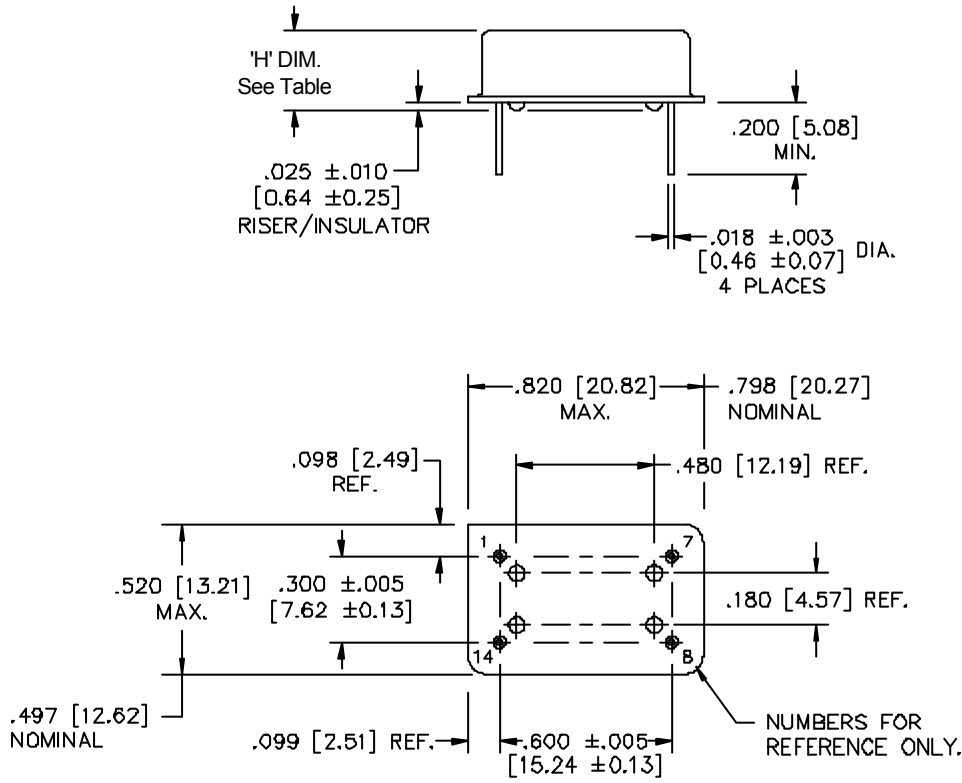 'H' DIM.
See Table
.025 ±.010
[0.64 ±0.25]
RISER/INSULATOR
.200 [5.08]
MIN.
.018 ±.003
[0.46 ±0.07]
DIA.
4 PLACES
.820 [20.82]
MAX.
.798 [20.27]
NOMINAL
.098 [2.49]
REF.
.480 [12.19] REF.
1
7
.520 [13.21]
MAX.
.300 ±.005
[7.62 ±0.13]
.180 [4.57] REF.
14
8
.497 [12.62]
NOMINAL
.099 [2.51] REF.
.600 ±.005
[15.24 ±0.13]
NUMBERS FOR
REFERENCE ONLY.